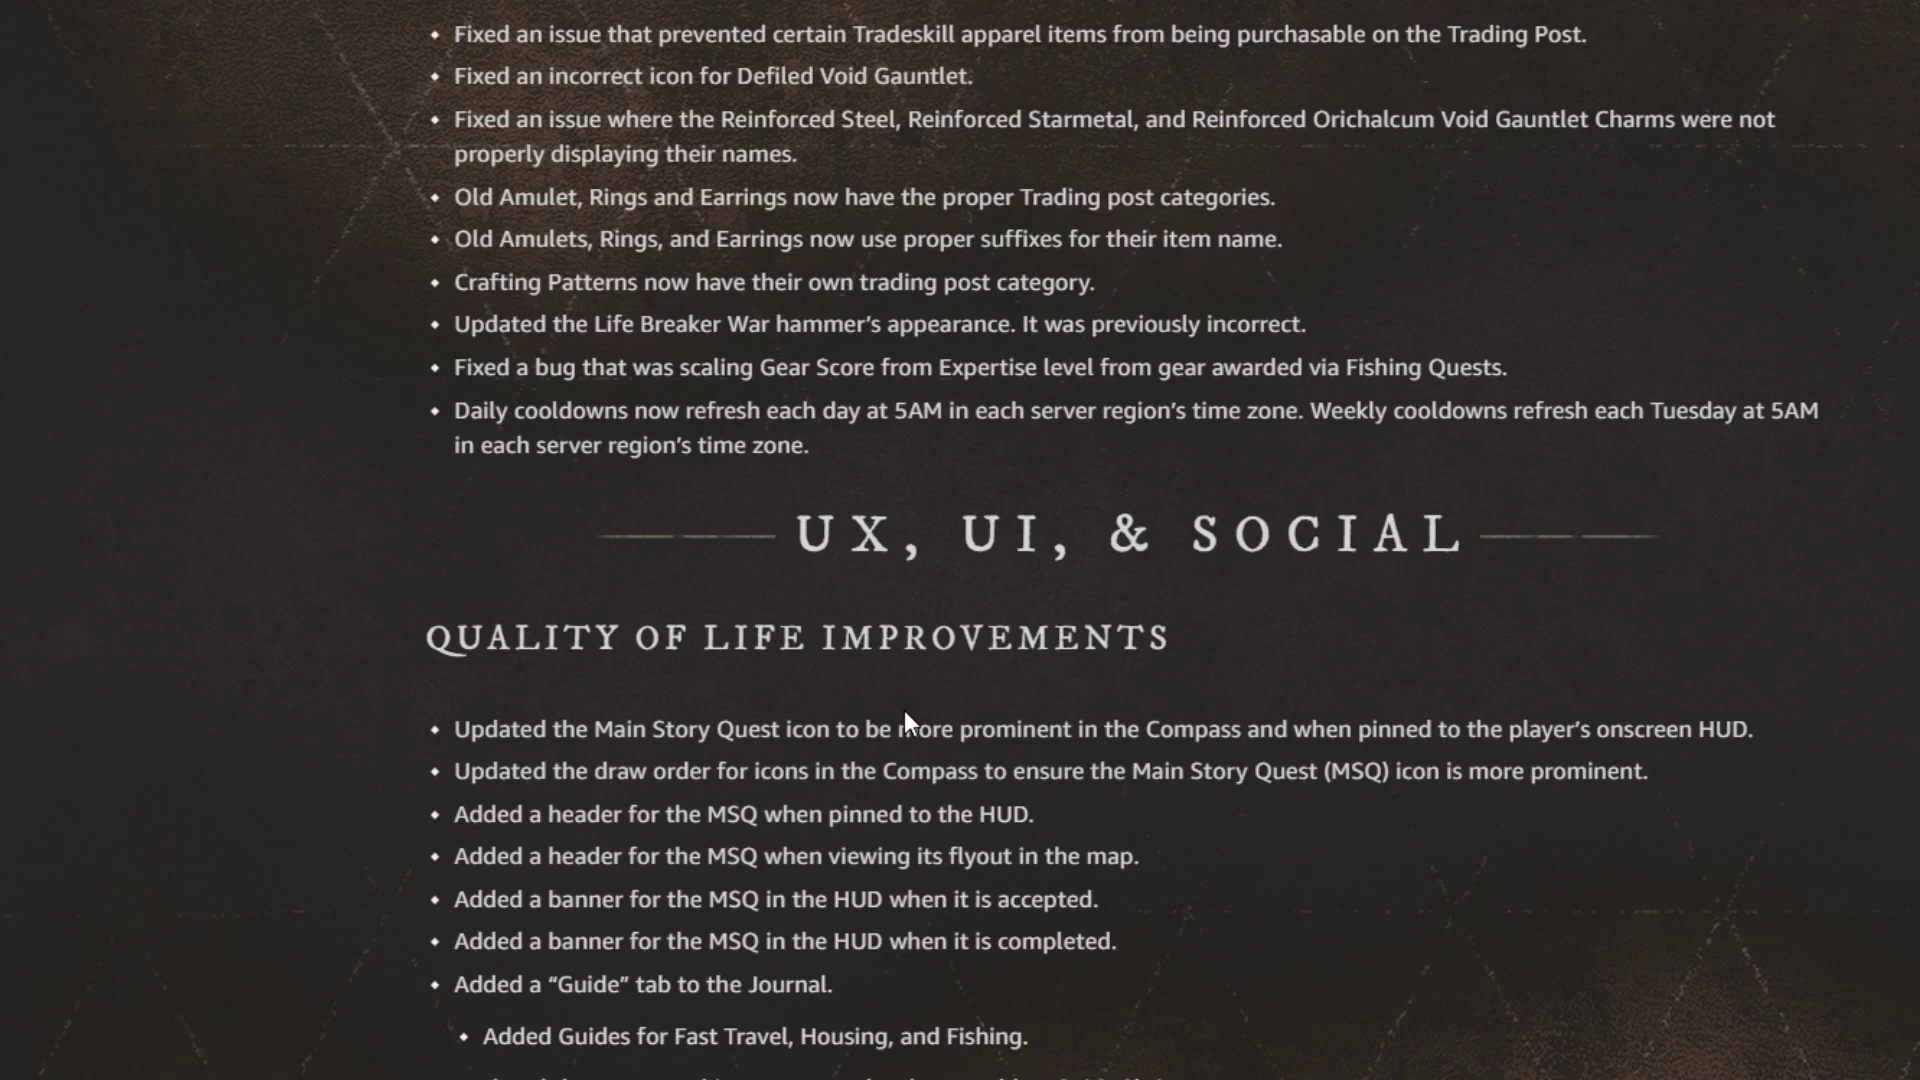 Fixed an issue that prevented certain Tradeskill apparel items from being purchasable on the Trading Post.
Fixed an incorrect icon for Defiled Void Gauntlet.
Fixed an issue where the Reinforced Steel, Reinforced Starmetal, and Reinforced Orichalcum Void Gauntlet Charms were not
properly displaying their names.
Old Amulet, Rings and Earrings now have the proper Trading post categories.
Old Amulets, Rings, and Earrings now use proper suffixes for their item name.
Crafting Patterns now have their own trading post category.
Updated the Life Breaker War hammer’s appearance. It was previously incorrect.
Fixed a bug that was scaling Gear Score from Expertise level from gear awarded via Fishing Quests.
Daily cooldowns now refresh each day at 5AM in each server region’s time zone. Weekly cooldowns refresh each Tuesday at 5AM
in each server region’s time zone.
UX, UI, & SOCIAL
QUALITY OF LIFE IMPROVEMENTS
Updated the Main Story Quest icon to be more prominent in the Compass and when pinned to the player’s onscreen HUD.
Updated the draw order for icons in the Compass to ensure the Main Story Quest (MSQ) icon is more prominent.
Added a header for the MSQ when pinned to the HUD.
Added a header for the MSQ when viewing its flyout in the map.
Added a banner for the MSQ in the HUD when it is accepted.
Added a banner for the MSQ in the HUD when it is completed.
Added a “Guide” tab to the Journal.
Added Guides for Fast Travel, Housing, and Fishing.